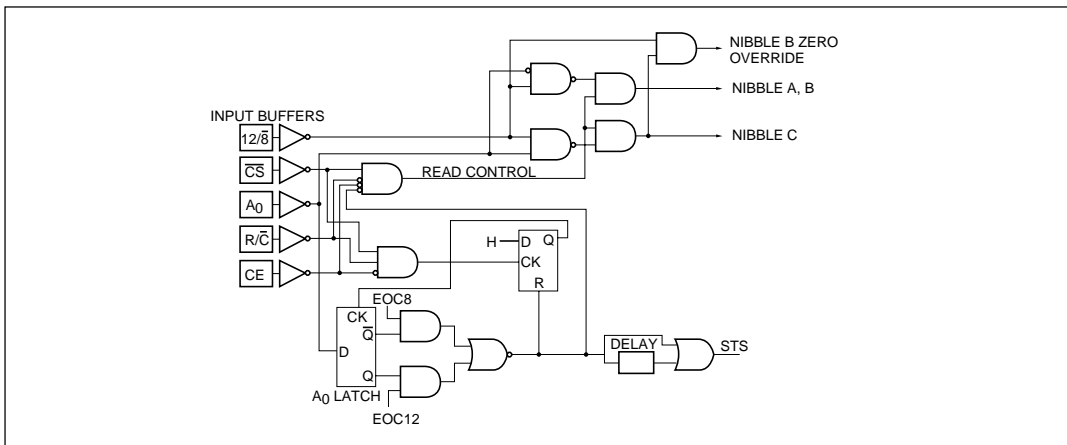 NIBBLE B ZERO
OVERRIDE
NIBBLE A, B
INPUT BUFFERS
12/8̅
NIBBLE C
C̅S̅
READ CONTROL
A0
H
D
Q
R/C̅
CK
CE
R
EOC8
CK
Q̅
D
DELAY
STS
Q
A0 LATCH
EOC12